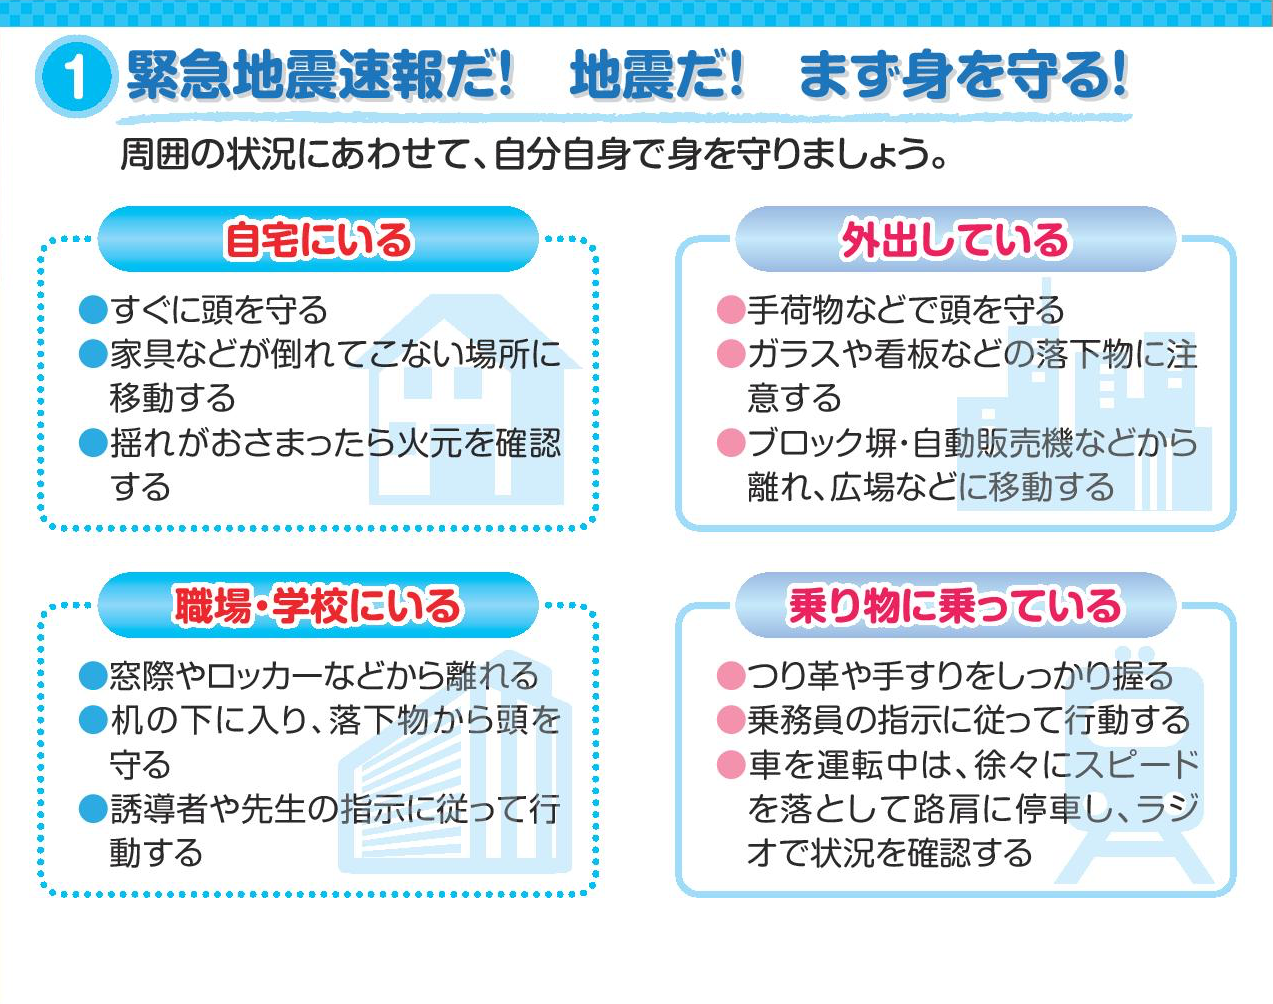 1 緊急地震速報だ！ 地震だ！ まず身を守る！
周囲の状況にあわせて、自分自身で身を守りましょう。
自宅にいる
●すぐに頭を守る
●家具などが倒れてこない場所に
移動する
●揺れがおさまったら火元を確認
する
外出している
●手荷物などで頭を守る
●ガラスや看板などの落下物に注
意する
●ブロック塀・自動販売機などから
離れ、広場などに移動する
職場・学校にいる
●窓際やロッカーなどから離れる
●机の下に入り、落下物から頭を
守る
●誘導者や先生の指示に従って行
動する
乗り物に乗っている
●つり革や手すりをしっかり握る
●乗務員の指示に従って行動する
●車を運転中は、徐々にスピード
を落として路肩に停車し、ラジ
オで状況を確認する